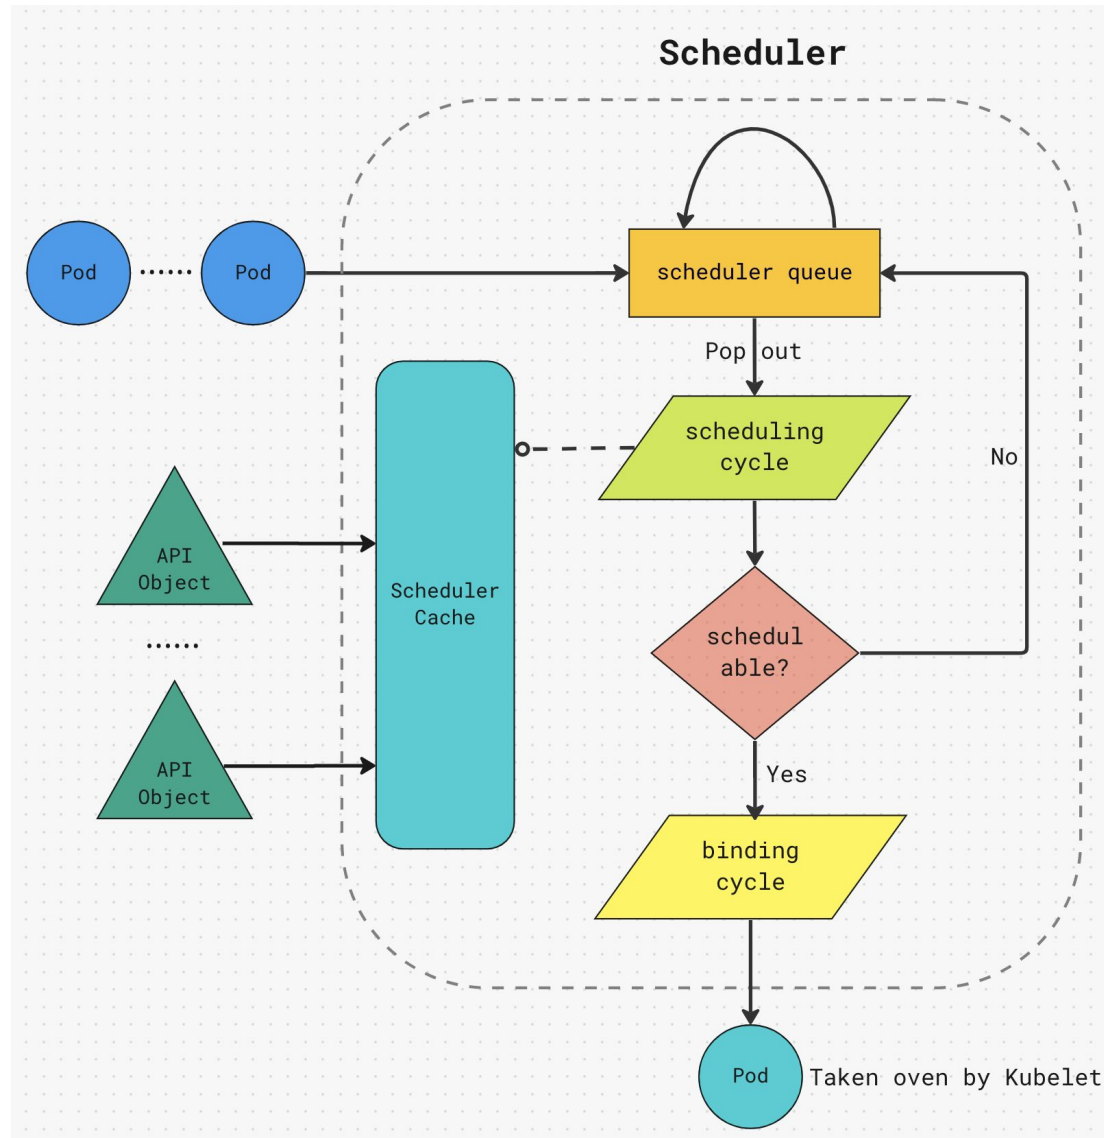 Scheduler
Pod
Pod
scheduler queue
Pop out
scheduling
cycle
No
API
Object
Scheduler
Cache
schedul
able?
API
Object
Yes
binding
cycle
Pod
Taken oven by Kubelet